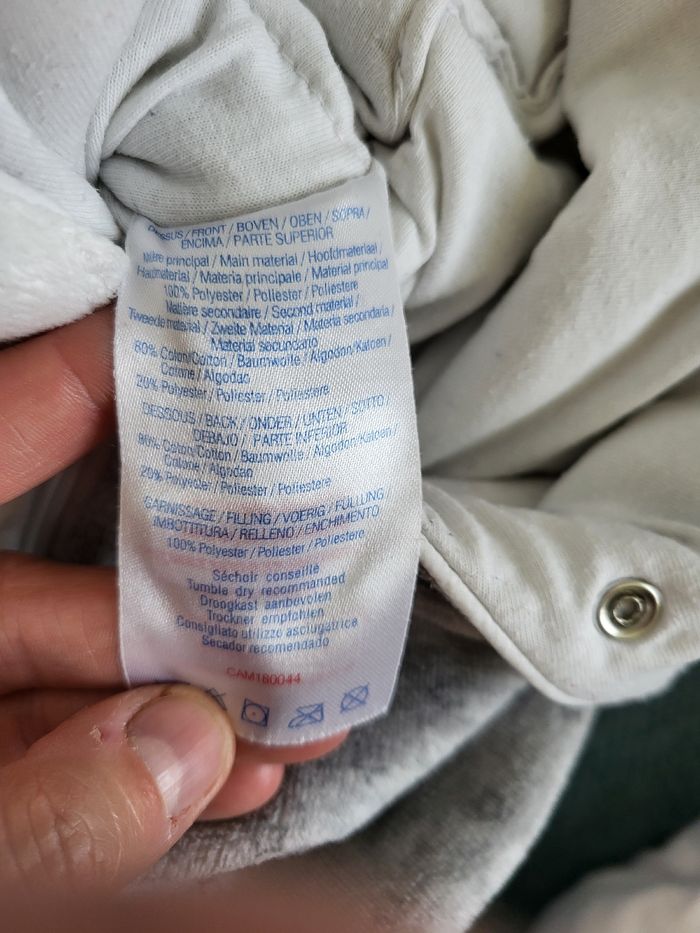 DESSUS / FRONT / BOVEN / OBEN / SOPRA /
ENCIMA / PARTE SUPERIOR
principal / Main material / Hoofdmateriaal /
Hautmaterial / Materia principale / Material principal
100% Polyester / Poliester / Poliestere
Matière secondaire / Second material /
Tweede material / Zweite Material / Materia secondaria /
Material secundario
80% Coton/Cotton / Baumwolle / Algodon/Katoen /
Cotone / Algodao
20% Polyester / Poliester / Poliestere
DESSOUS / BACK / ONDER / UNTEN / SOTTO /
DEBAJO / PARTE INFERIOR
80% Coton/Cotton / Baumwolle / Algodon/Katoen /
Cotone / Algodao
20% Polyester / Poliester / Poliestere
GARNISSAGE / FILLING / VOERIG / FÜLLUNG
IMBOTTITURA / RELLENO / ENCHIMENTO
100% Polyester / Poliester / Poliestere
Séchoir conseillé
Tumble dry recommended
Droogkast aanbevolen
Trockner empfohlen
Consigliato utilizzo asciugatrice
Secador recomendado
CAM180044